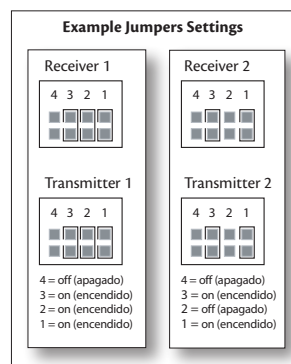 Example Jumpers Settings
Receiver 1
4 3 2 1
Transmitter 1
4 3 2 1
4 = off (apagado)
3 = on (encendido)
2 = on (encendido)
1 = on (encendido)
Receiver 2
4 3 2 1
Transmitter 2
4 3 2 1
4 = off (apagado)
3 = on (encendido)
2 = off (apagado)
1 = on (encendido)